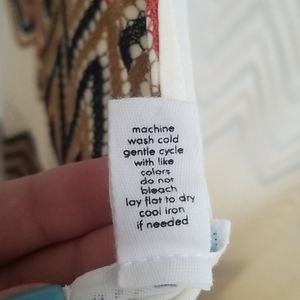 machine
wash cold
gentle cycle
with like
colors
do not
bleach
lay flat to dry
cool iron
if needed